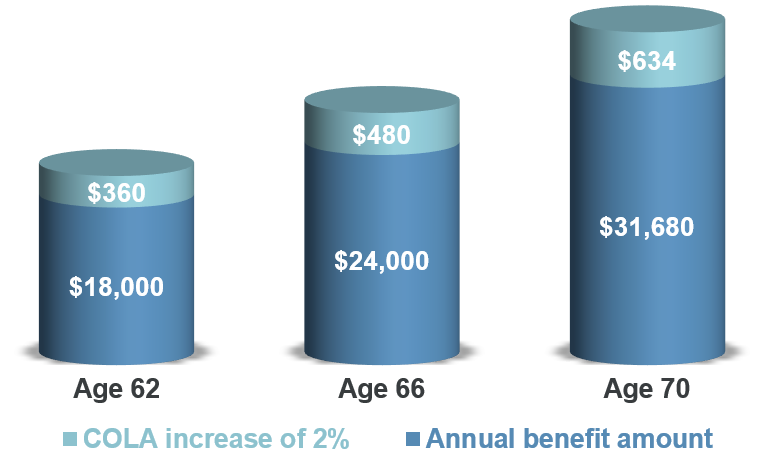 $634
$480
$360
$31,680
$24,000
$18,000
Age 62
Age 66
Age 70
COLA increase of 2%
Annual benefit amount